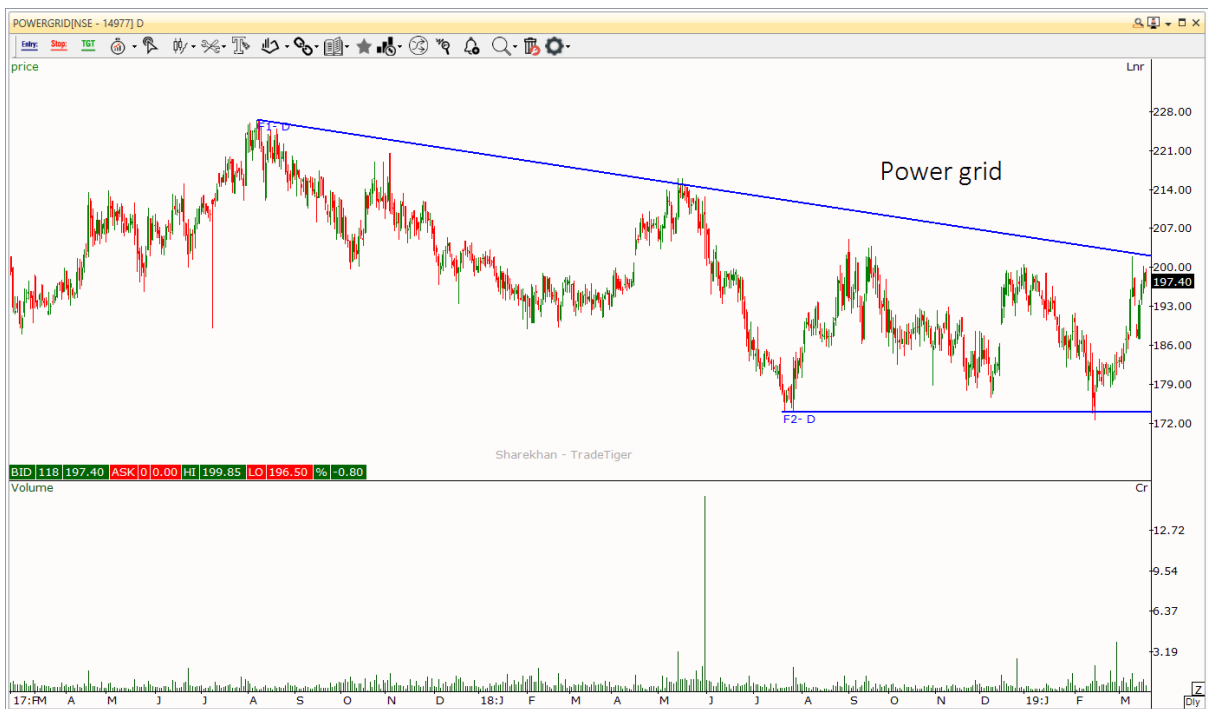 POWERGRID[NSE - 14977] D
Entry: Stop: TGT
price Lnr
228.00
F1- D
221.00
Power grid
214.00
207.00
200.00
197.40
193.00
186.00
179.00
F2- D
172.00
Sharekhan - TradeTiger
BID 118 197.40 ASK 0 0.00 HI 199.85 LO 196.50 % -0.80
Volume Cr
12.72
9.54
6.37
3.19
Z
17:FM A M J J A S O N D 18:J F M A M J J A S O N D 19:J F M Dly